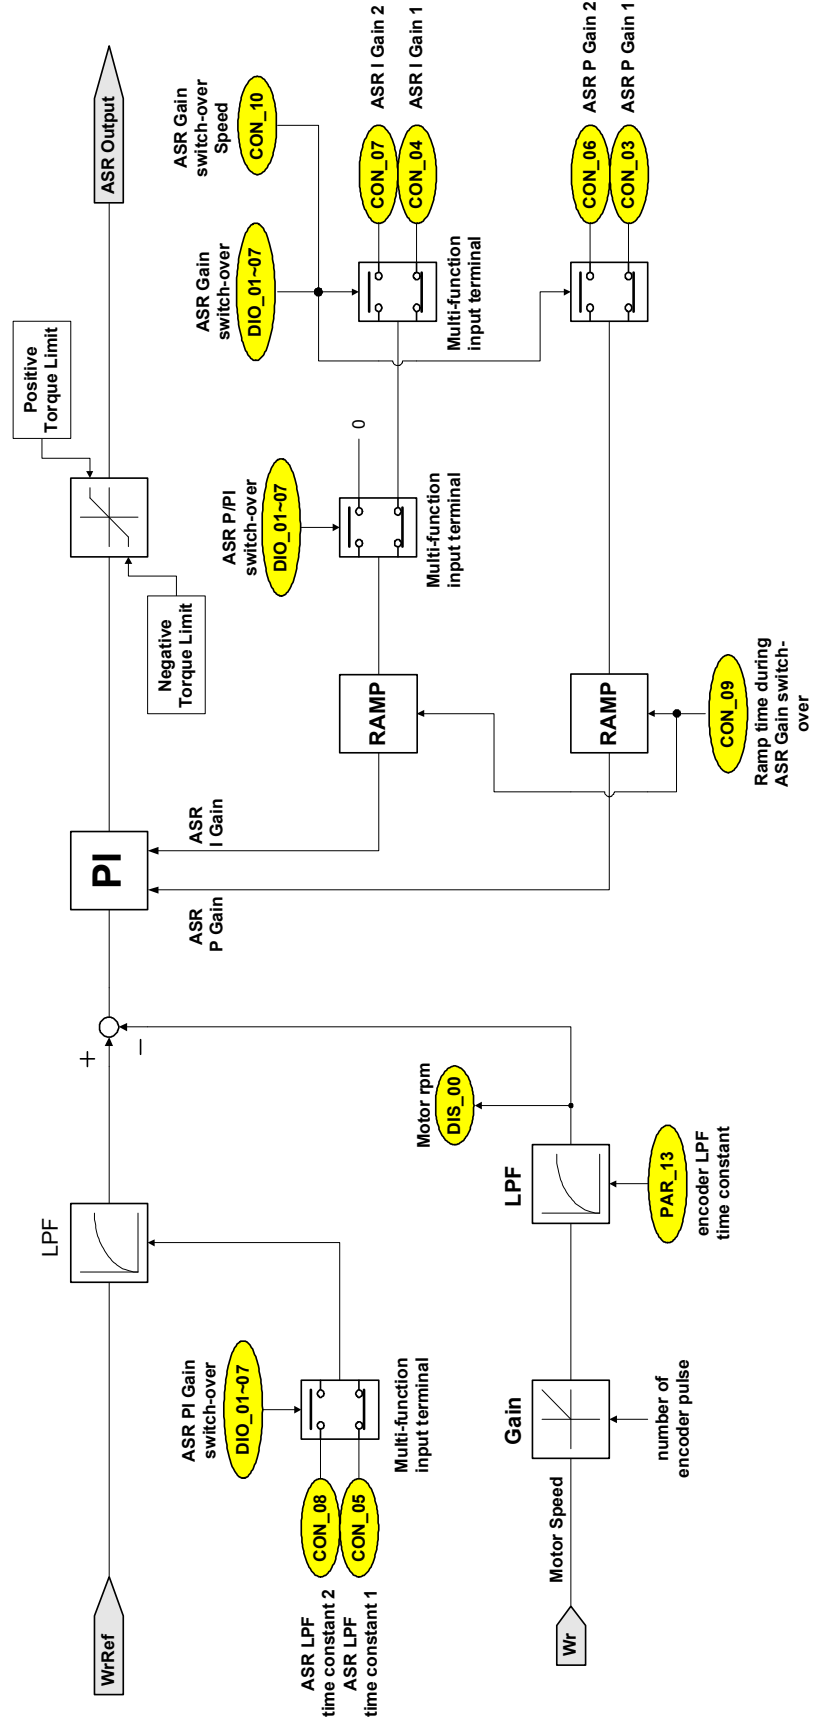 WrRef
LPF
+
−
PI
Positive
Torque Limit
Negative
Torque Limit
ASR Output
ASR PI Gain
switch-over
DIO_01~07
CON_08
CON_05
ASR LPF
time constant 2
ASR LPF
time constant 1
Multi-function
input terminal
ASR
P Gain
ASR
I Gain
RAMP
ASR P/PI
switch-over
DIO_01~07
0
Multi-function
input terminal
ASR Gain
switch-over
DIO_01~07
ASR Gain
switch-over
Speed
CON_10
CON_07
ASR I Gain 2
CON_04
ASR I Gain 1
Multi-function
input terminal
Wr
Motor Speed
Gain
number of
encoder pulse
LPF
Motor rpm
DIS_00
PAR_13
encoder LPF
time constant
RAMP
CON_09
Ramp time during
ASR Gain switch-
over
CON_06
ASR P Gain 2
CON_03
ASR P Gain 1